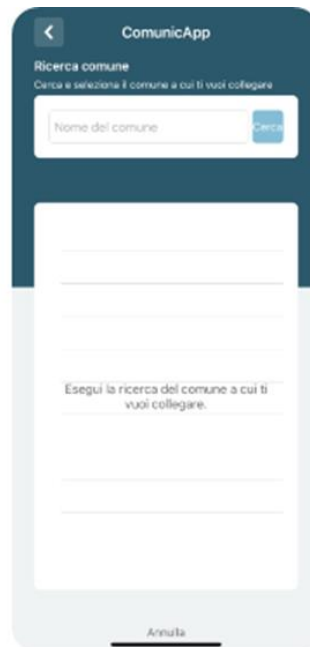 ComunicApp
Ricerca comune
Cerca e seleziona il comune a cui ti vuoi collegare
Nome del comune
Cerca
Esegui la ricerca del comune a cui ti
vuoi collegare.
Annulla